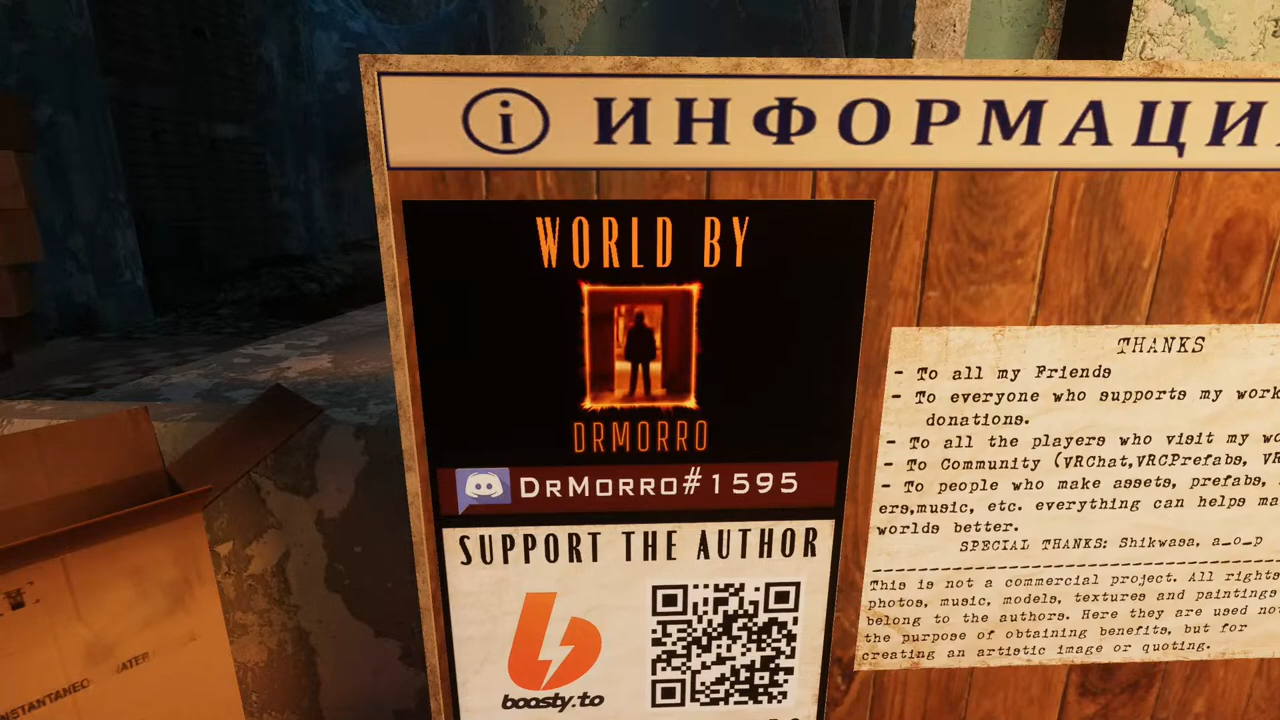 ИНФОРМАЦИ
WORLD BY
DRMORRO
DRMORRO#1595
SUPPORT THE AUTHOR
boosty.to
THANKS
- To all my Friends
- To everyone who supports my work
donations.
- To all the players who visit my
- To Community (VRChat,VRCPrefabs,
- To people who make assets, prefabs,
ers,music, etc. everything can helps
worlds better.
SPECIAL THANKS: Shikwasa, a_o_p
This is not a commercial project. All rights
photos, music, models, textures and paintings
belong to the authors. Here they are used
the purpose of obtaining benefits, but for
creating an artistic image or quoting.